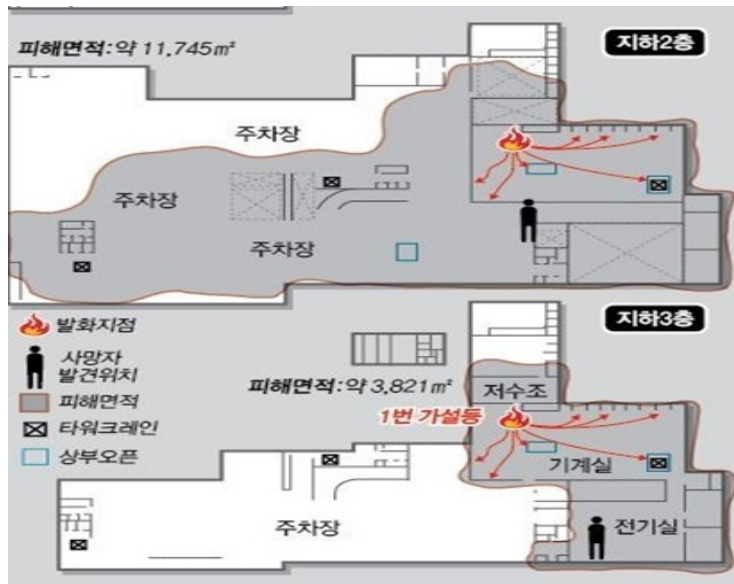 피해면적:약 11,745㎡
지하2층
주차장
주차장
주차장
발화지점
사망자
발견위치
피해면적
타워크레인
상부오픈
지하3층
피해면적:약 3,821㎡
저수조
1번 가설등
기계실
주차장
전기실